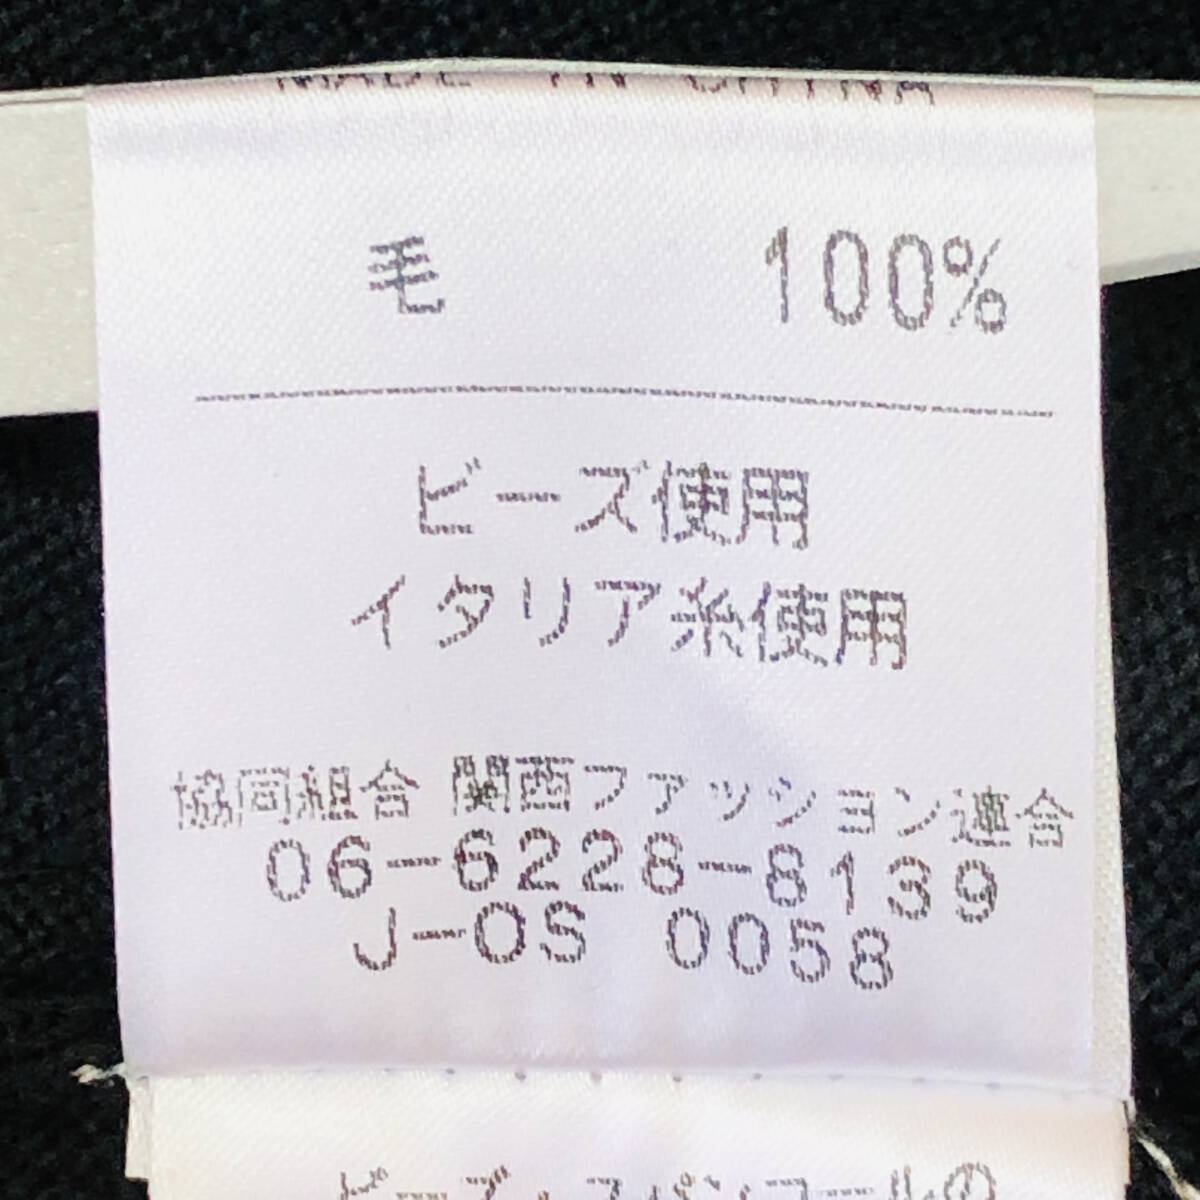 毛 100%
ビーズ使用
イタリア糸使用
協同組合 関西ファッション連合
06-6228-8139
J-OS 0058